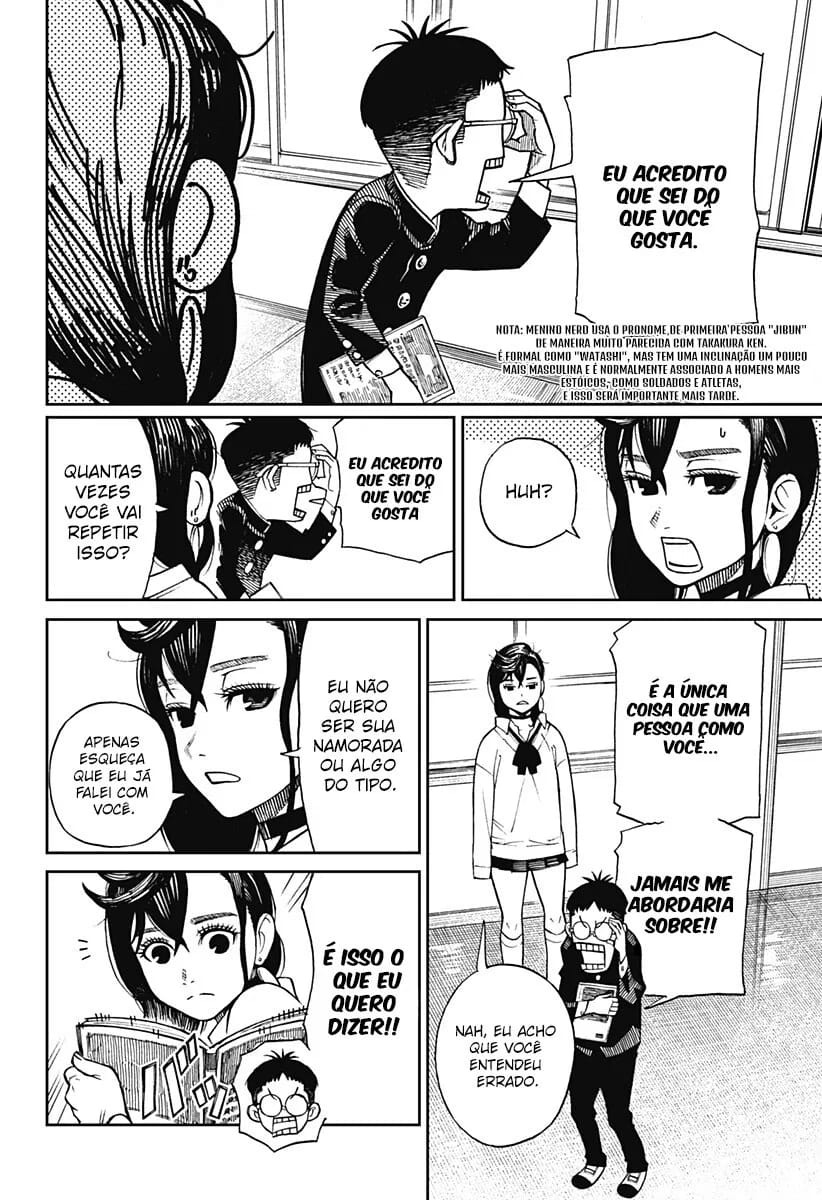 EU ACREDITO
QUE SEI DO
QUE VOCÊ
GOSTA.
NOTA: MENINO NERD USA O PRONOME DE PRIMEIRA PESSOA "JIBUN"
DE MANEIRA MUITO PARECIDA COM TAKAKURA KEN.
É FORMAL COMO "WATASHI", MAS TEM UMA INCLINAÇÃO UM POUCO
MAIS MASCULINA E É NORMALMENTE ASSOCIADO A HOMENS MAIS
ESTÓICOS, COMO SOLDADOS E ATLETAS,
E ISSO SERÁ IMPORTANTE MAIS TARDE.
HUH?
EU ACREDITO
QUE SEI DO
QUE VOCÊ
GOSTA
QUANTAS
VEZES
VOCÊ VAI
REPETIR
ISSO?
É A ÚNICA
COISA QUE UMA
PESSOA COMO
VOCÊ...
JAMAIS ME
ABORDARIA
SOBRE!!
NAH, EU ACHO
QUE VOCÊ
ENTENDEU
ERRADO.
EU NÃO
QUERO
SER SUA
NAMORADA
OU ALGO
DO TIPO.
APENAS
ESQUEÇA
QUE EU JÁ
FALEI COM
VOCÊ.
É ISSO O
QUE EU
QUERO
DIZER!!